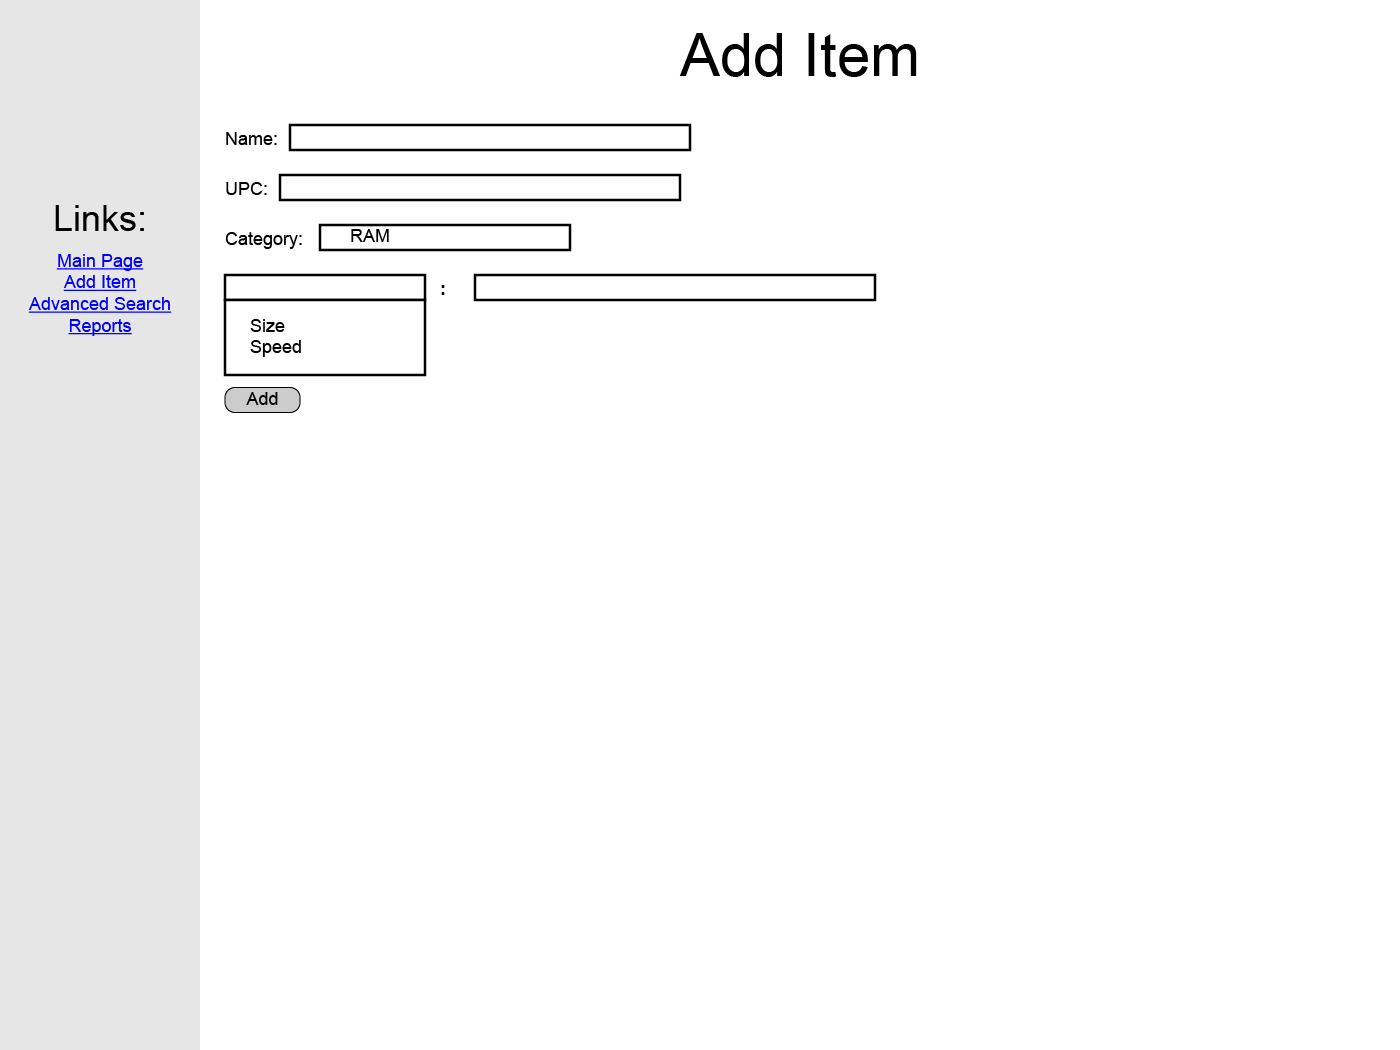 Add Item
Links:
Main Page
Add Item
Advanced Search
Reports
Name:
UPC:
Category: RAM
:
Size
Speed
Add